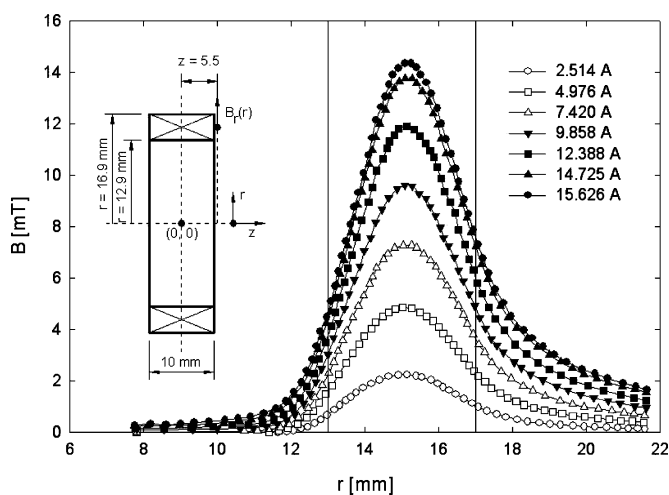 B [mT]
16
14
12
10
8
6
4
2
0
6
8
10
12
14
16
18
20
22
r [mm]
z = 5.5
B_r(r)
r = 16.9 mm
r = 12.9 mm
r
(0, 0)
z
10 mm
2.514 A
4.976 A
7.420 A
9.858 A
12.388 A
14.725 A
15.626 A